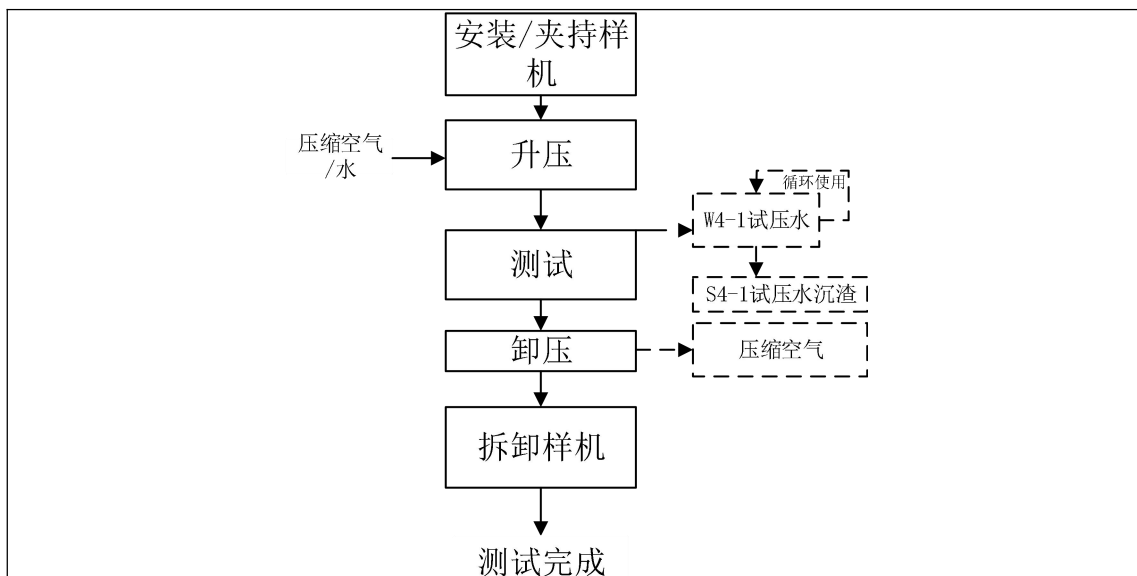 安装/夹持样
机
压缩空气
/水
升压
循环使用
W4-1试压水
测试
S4-1试压水沉渣
卸压
压缩空气
拆卸样机
测试完成